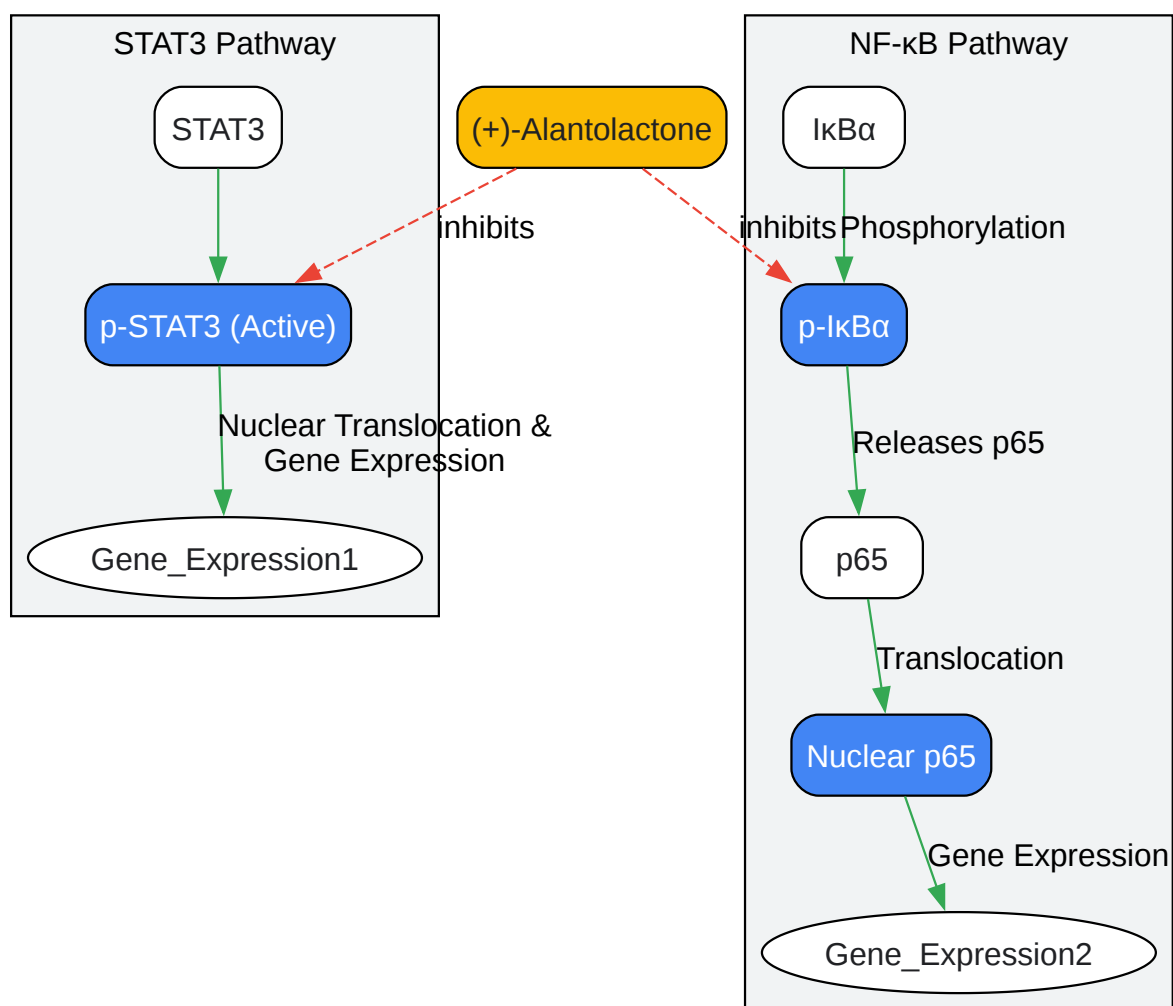 STAT3 Pathway
NF-κB Pathway
STAT3
(+)-Alantolactone
IκBα
inhibits
inhibits
Phosphorylation
p-STAT3 (Active)
p-IκBα
Nuclear Translocation &
Gene Expression
Releases p65
Gene_Expression1
p65
Translocation
Nuclear p65
Gene Expression
Gene_Expression2